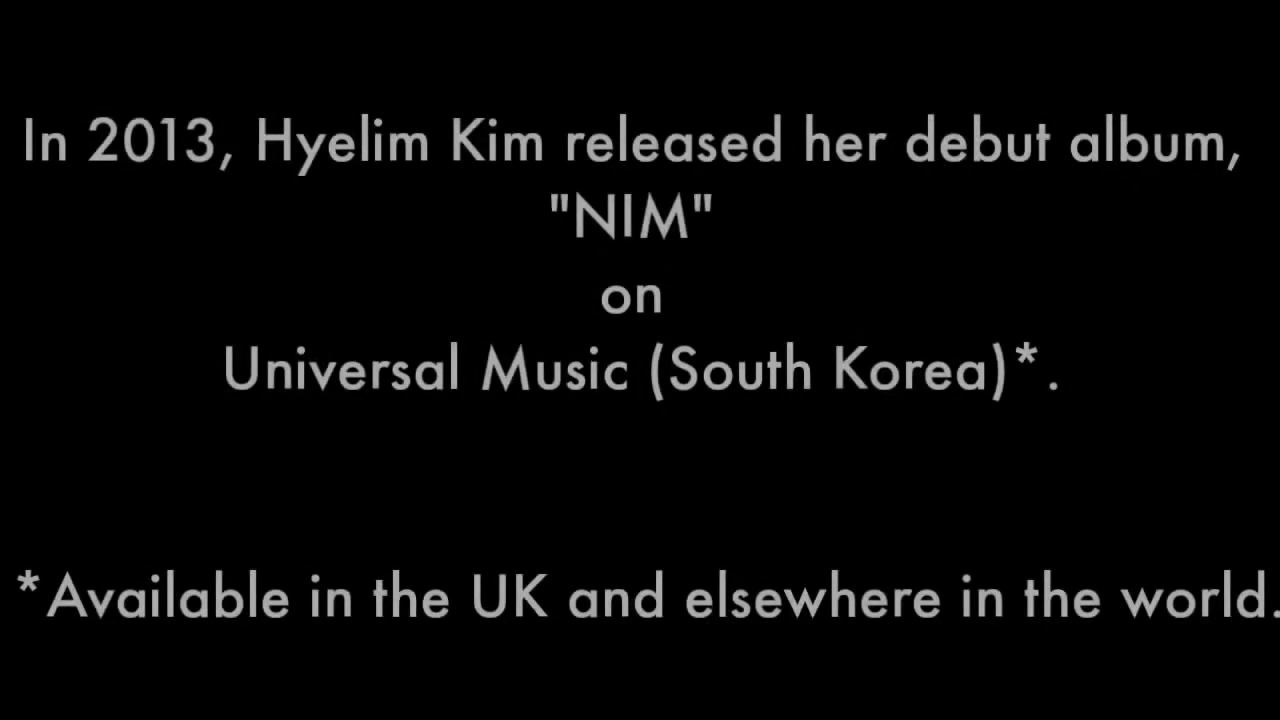 In 2013, Hyelim Kim released her debut album,
"NIM"
on
Universal Music (South Korea)*.
*Available in the UK and elsewhere in the world.